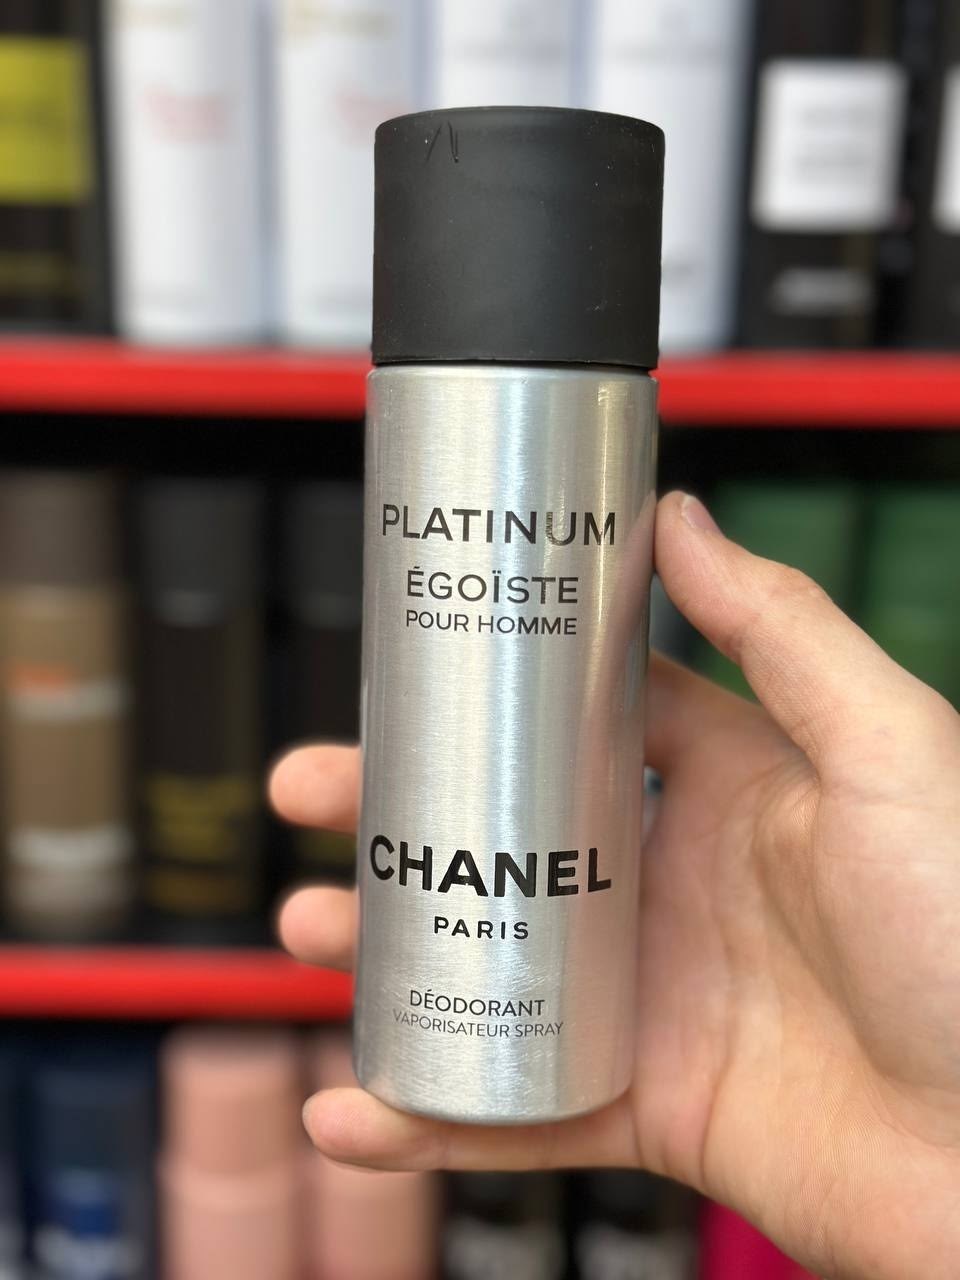 PLATINUM
ÉGOÏSTE
POUR HOMME
CHANEL
PARIS
DÉODORANT
VAPORISATEUR SPRAY